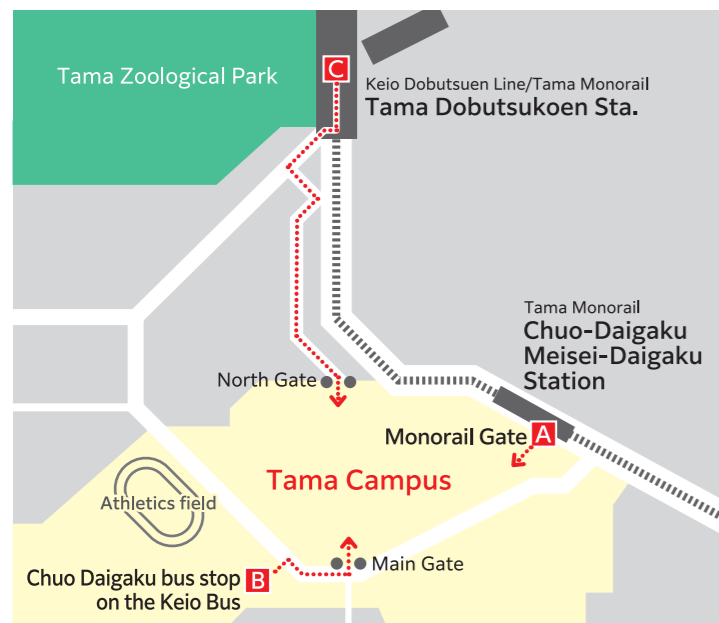 Tama Zoological Park
C
Keio Dobutsuen Line/Tama Monorail
Tama Dobutsukoen Sta.
Tama Monorail
Chuo-Daigaku
Meisei-Daigaku
Station
North Gate
Monorail Gate
A
Tama Campus
Athletics field
Main Gate
Chuo Daigaku bus stop
on the Keio Bus
B